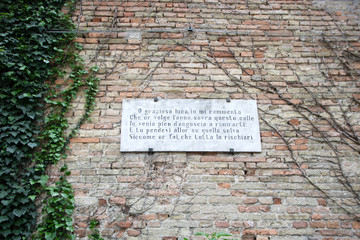 O graziosa luna, io mi rammento
Che, or volge l'anno, sovra questo colle
Io venia pien d'angoscia a rimirarti:
E tu pendevi allor su quella selva
Siccome or fai, che tutta la rischiari.